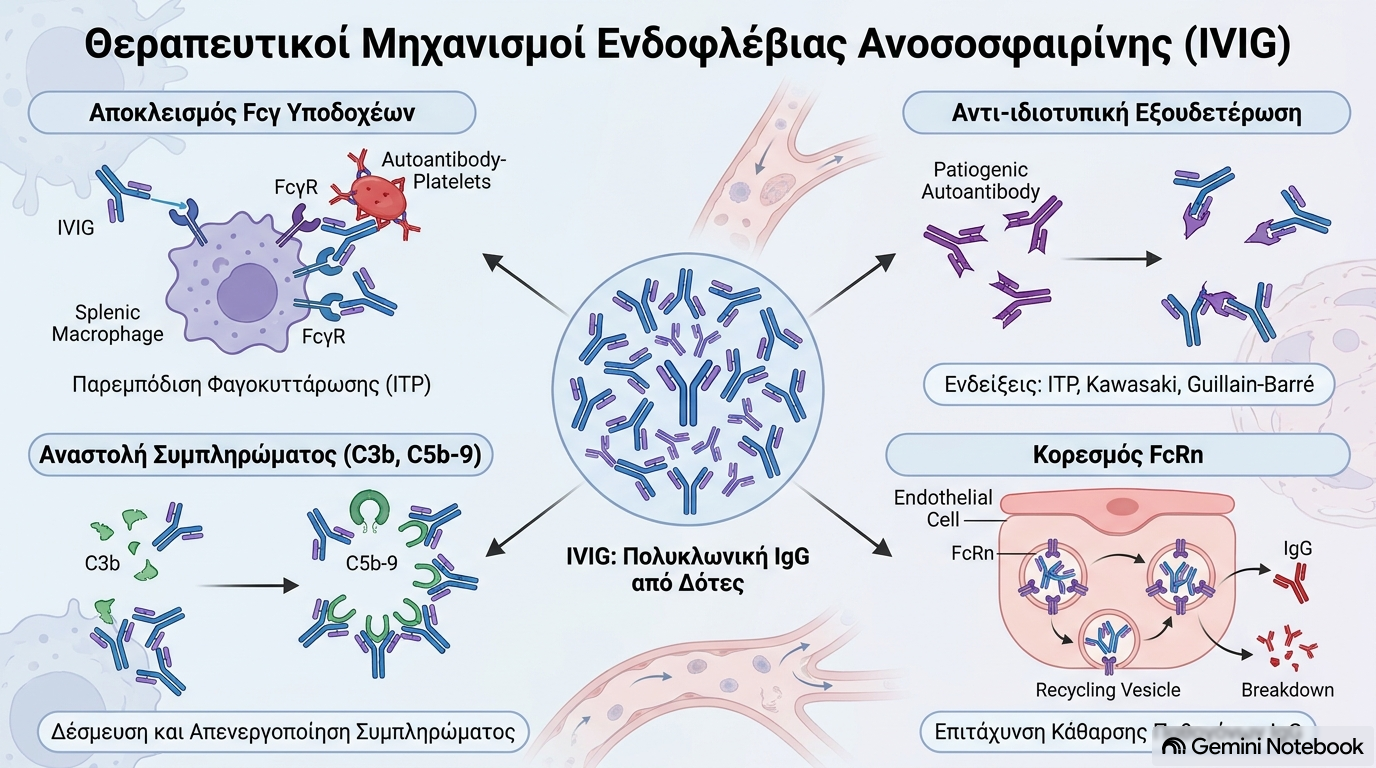 Θεραπευτικοί Μηχανισμοί Ενδοφλέβιας Ανοσοσφαιρίνης (IVIG)
Αποκλεισμός Fcγ Υποδοχέων
IVIG
FcγR
Autoantibody-
Platelets
Splenic
Macrophage
FcγR
Παρεμπόδιση Φαγοκυττάρωσης (ITP)
Αντι-ιδιοτυπική Εξουδετέρωση
Patiogenic
Autoantibody
Ενδείξεις: ITP, Kawasaki, Guillain-Barré
IVIG: Πολυκλωνική IgG
από Δότες
Αναστολή Συμπληρώματος (C3b, C5b-9)
C3b
C5b-9
Δέσμευση και Απενεργοποίηση Συμπληρώματος
Κορεσμός FcRn
Endothelial
Cell
FcRn
IgG
Recycling Vesicle
Breakdown
Επιτάχυνση Κάθαρσης
Gemini Notebook